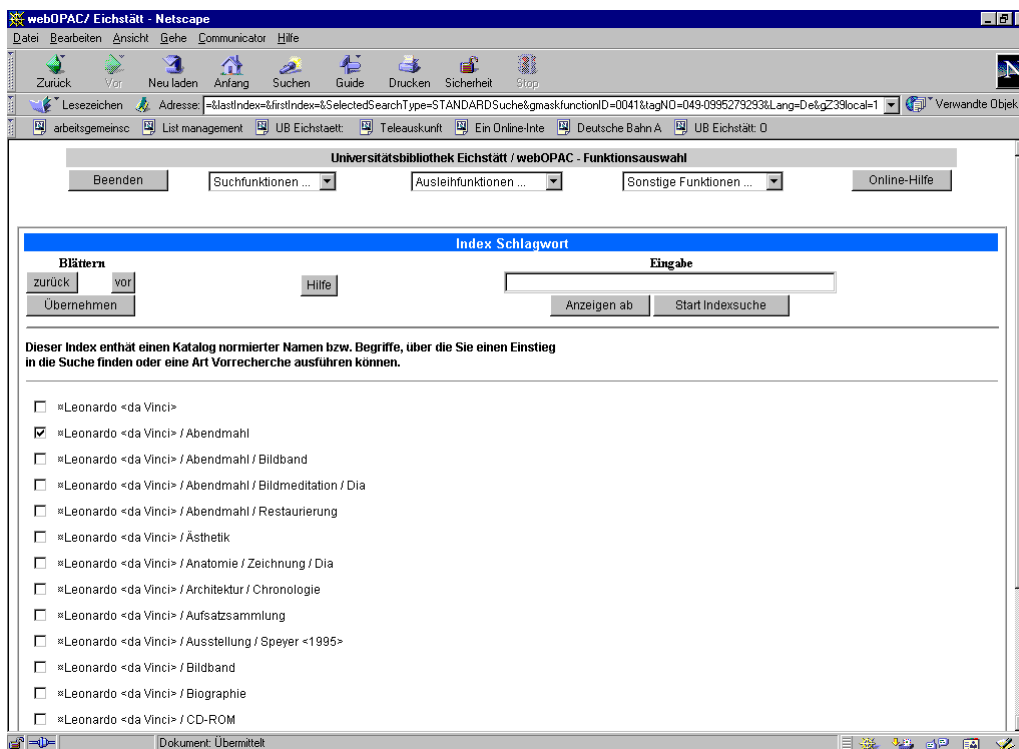 webOPAC/ Eichstätt - Netscape
Datei Bearbeiten Ansicht Gehe Communicator Hilfe
Zurück Vor Neu laden Anfang Suchen Guide Drucken Sicherheit Stop
Lesezeichen Adresse: =&lastIndex=&firstIndex=&SelectedSearchType=STANDARDSuche&gmaskfunctionID=0041&tagNO=049-0995279293&Lang=De&gZ39local=1 Verwandte Objek
arbeitsgemeinsc List management UB Eichstaett: Teleauskunft Ein Online-Inte Deutsche Bahn A UB Eichstätt: O
Universitätsbibliothek Eichstätt / webOPAC - Funktionsauswahl
Beenden Suchfunktionen ... Ausleihfunktionen ... Sonstige Funktionen ... Online-Hilfe
Index Schlagwort
Blättern Eingabe
zurück vor Hilfe
Übernehmen Anzeigen ab Start Indexsuche
Dieser Index enthät einen Katalog normierter Namen bzw. Begriffe, über die Sie einen Einstieg
in die Suche finden oder eine Art Vorrecherche ausführen können.
¤Leonardo <da Vinci>
¤Leonardo <da Vinci> / Abendmahl
¤Leonardo <da Vinci> / Abendmahl / Bildband
¤Leonardo <da Vinci> / Abendmahl / Bildmeditation / Dia
¤Leonardo <da Vinci> / Abendmahl / Restaurierung
¤Leonardo <da Vinci> / Ästhetik
¤Leonardo <da Vinci> / Anatomie / Zeichnung / Dia
¤Leonardo <da Vinci> / Architektur / Chronologie
¤Leonardo <da Vinci> / Aufsatzsammlung
¤Leonardo <da Vinci> / Ausstellung / Speyer <1995>
¤Leonardo <da Vinci> / Bildband
¤Leonardo <da Vinci> / Biographie
¤Leonardo <da Vinci> / CD-ROM
Dokument: Übermittelt